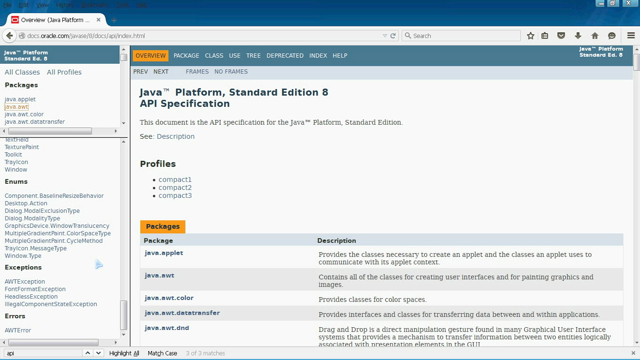 Overview (Java Platform ...
docs.oracle.com/javase/8/docs/api/index.html
Search
Java™ Platform
Standard Ed. 8
All Classes All Profiles
Packages
java.applet
java.awt
java.awt.color
java.awt.datatransfer
TextField
TexturePaint
Toolkit
TrayIcon
Window
Enums
Component.BaselineResizeBehavior
Desktop.Action
Dialog.ModalExclusionType
Dialog.ModalityType
GraphicsDevice.WindowTranslucency
MultipleGradientPaint.ColorSpaceType
MultipleGradientPaint.CycleMethod
TrayIcon.MessageType
Window.Type
Exceptions
AWTException
FontFormatException
HeadlessException
IllegalComponentStateException
Errors
AWTError
OVERVIEW PACKAGE CLASS USE TREE DEPRECATED INDEX HELP
Java™ Platform
Standard Ed. 8
PREV NEXT FRAMES NO FRAMES
Java™ Platform, Standard Edition 8
API Specification
This document is the API specification for the Java™ Platform, Standard Edition.
See: Description
Profiles
compact1
compact2
compact3
Packages
Package Description
java.applet Provides the classes necessary to create an applet and the classes an applet uses to
communicate with its applet context.
java.awt Contains all of the classes for creating user interfaces and for painting graphics and
images.
java.awt.color Provides classes for color spaces.
java.awt.datatransfer Provides interfaces and classes for transferring data between and within applications.
java.awt.dnd Drag and Drop is a direct manipulation gesture found in many Graphical User Interface
systems that provides a mechanism to transfer information between two entities logically
associated with presentation elements in the GUI.
api Highlight All Match Case 3 of 3 matches